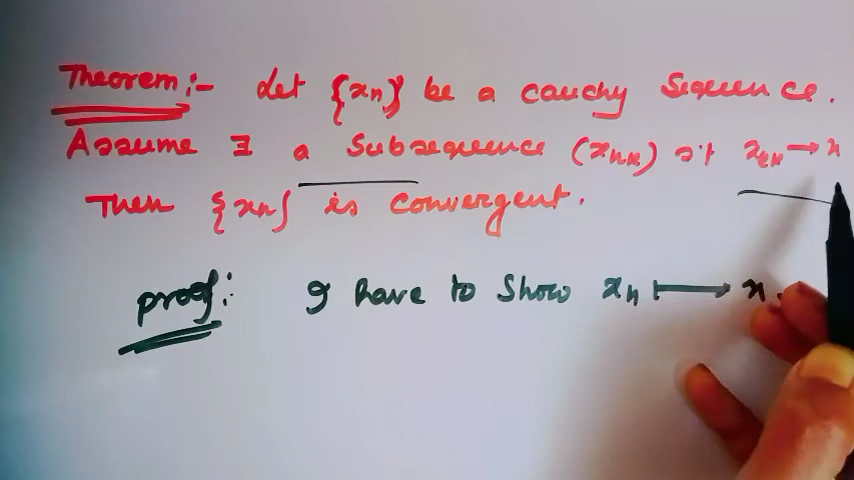 Theorem:- Let {xn} be a cauchy Sequence.
Assume ∃ a Subsequence (xnk) s.t xnk → x
Then {xn} is convergent.
proof: I have to Show xn ⟼ x.